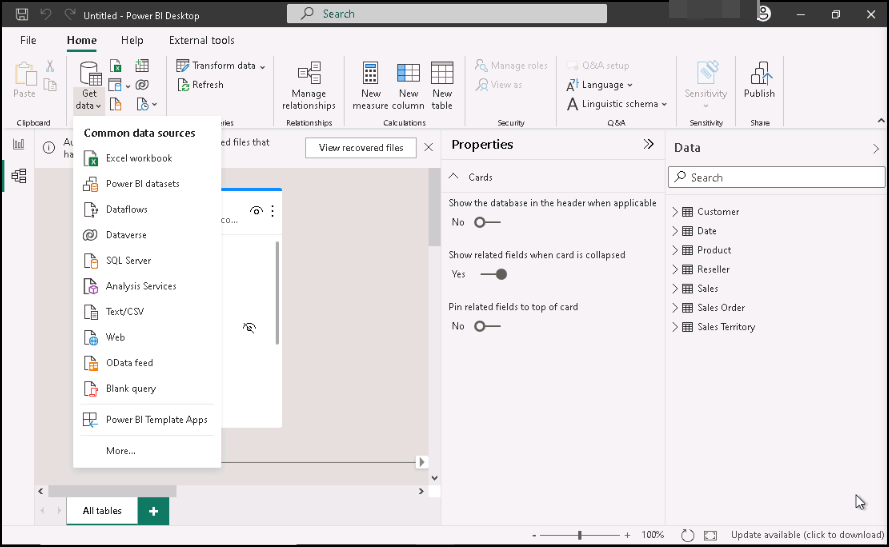 Untitled - Power BI Desktop
Search
File
Home
Help
External tools
Paste
Get data
Transform data
Refresh
Manage relationships
New measure
New column
New table
Manage roles
View as
Q&A setup
Language
Linguistic schema
Sensitivity
Publish
Clipboard
Relationships
Calculations
Security
Q&A
Sensitivity
Share
Common data sources
Excel workbook
Power BI datasets
Dataflows
Dataverse
SQL Server
Analysis Services
Text/CSV
Web
OData feed
Blank query
Power BI Template Apps
More...
files that
View recovered files
co...
All tables
Properties
Cards
Show the database in the header when applicable
No
Show related fields when card is collapsed
Yes
Pin related fields to top of card
No
Data
Search
Customer
Date
Product
Reseller
Sales
Sales Order
Sales Territory
- + 100%
Update available (click to download)